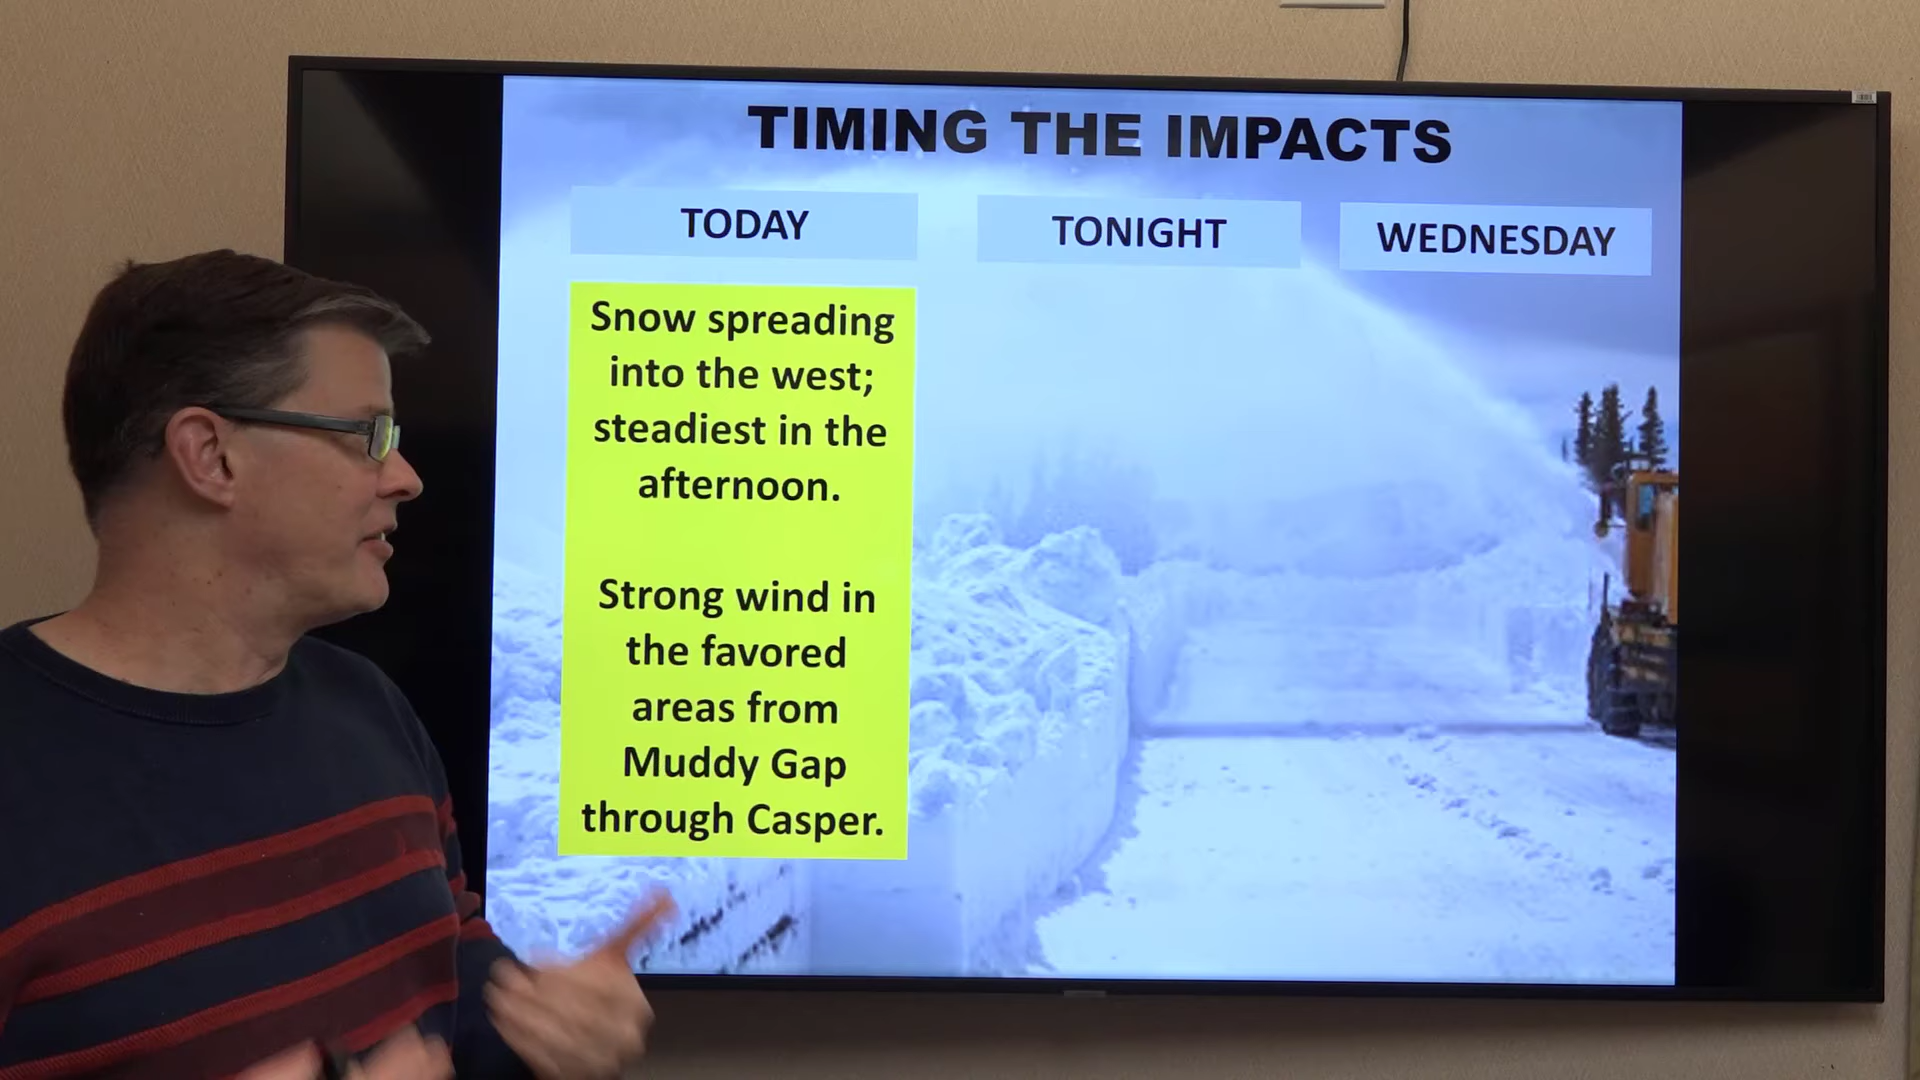 TIMING THE IMPACTS
TODAY
TONIGHT
WEDNESDAY
Snow spreading
into the west;
steadiest in the
afternoon.
Strong wind in
the favored
areas from
Muddy Gap
through Casper.